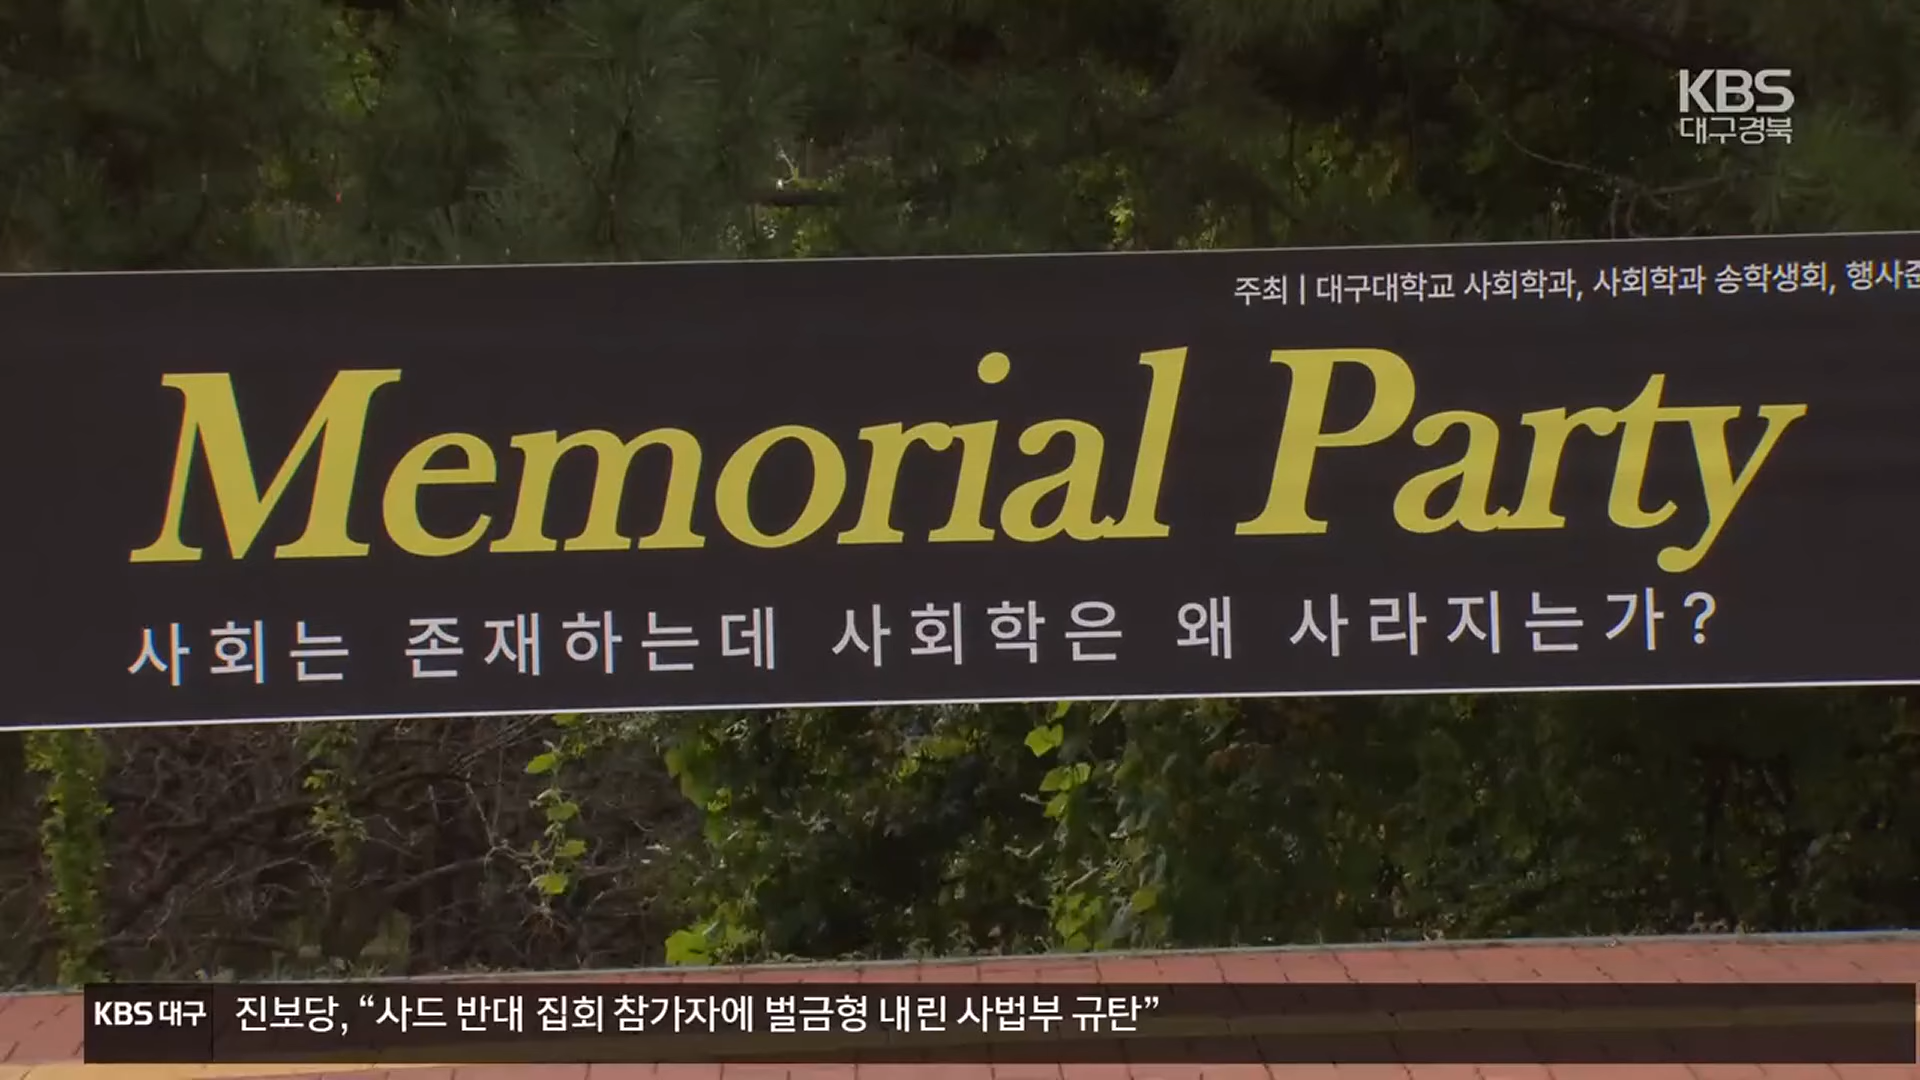 KBS
대구경북
주최 | 대구대학교 사회학과, 사회학과 송학생회, 행사준
Memorial Party
사회는 존재하는데 사회학은 왜 사라지는가?
KBS 대구 진보당, “사드 반대 집회 참가자에 벌금형 내린 사법부 규탄”